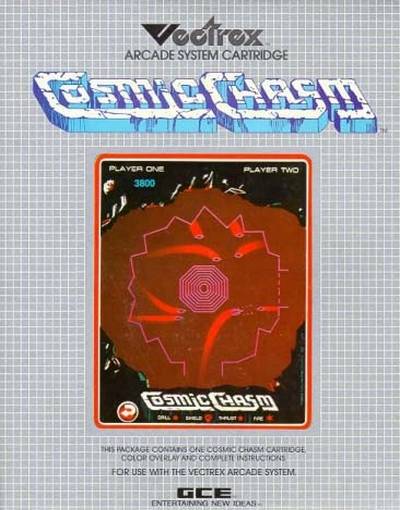 Vectrex
ARCADE SYSTEM CARTRIDGE
COSMIC CHASM
TM
PLAYER ONE
PLAYER TWO
3800
COSMIC CHASM
DRILL SHIELD THRUST FIRE
THIS PACKAGE CONTAINS ONE COSMIC CHASM CARTRIDGE,
COLOR OVERLAY AND COMPLETE INSTRUCTIONS.
FOR USE WITH THE VECTREX ARCADE SYSTEM.
GCE
ENTERTAINING NEW IDEAS